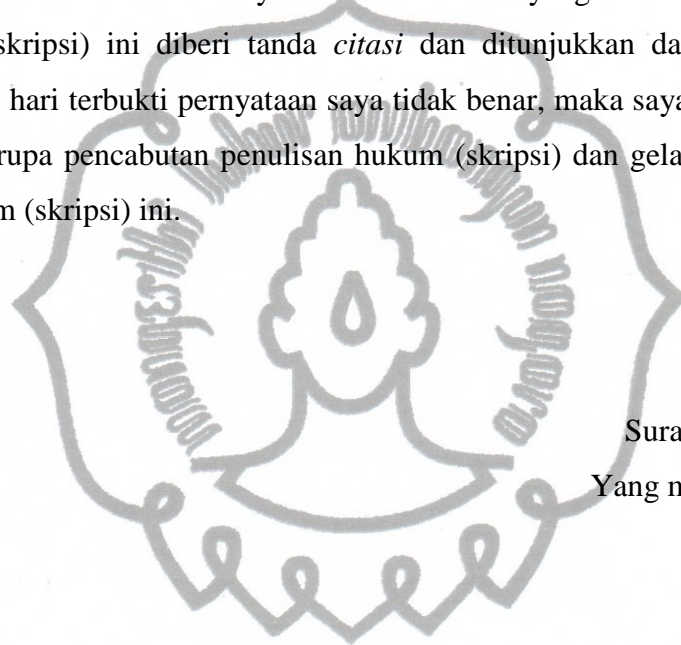 skripsi) ini diberi tanda citasi dan ditunjukkan da
hari terbukti pernyataan saya tidak benar, maka saya
rupa pencabutan penulisan hukum (skripsi) dan gela
m (skripsi) ini.
Sura
Yang m